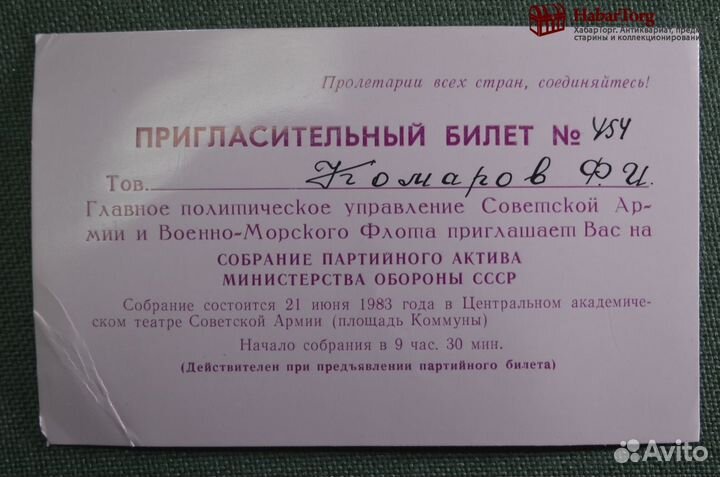 HabarTorg
ХабарТорг. Антиквариат, пред
старины и коллекционировани
Пролетарии всех стран, соединяйтесь!
ПРИГЛАСИТЕЛЬНЫЙ БИЛЕТ № 454
Тов. Комаров Ф.И.
Главное политическое управление Советской Ар-
мии и Военно-Морского Флота приглашает Вас на
СОБРАНИЕ ПАРТИЙНОГО АКТИВА
МИНИСТЕРСТВА ОБОРОНЫ СССР
Собрание состоится 21 июня 1983 года в Центральном академиче-
ском театре Советской Армии (площадь Коммуны)
Начало собрания в 9 час. 30 мин.
(Действителен при предъявлении партийного билета)
Avito